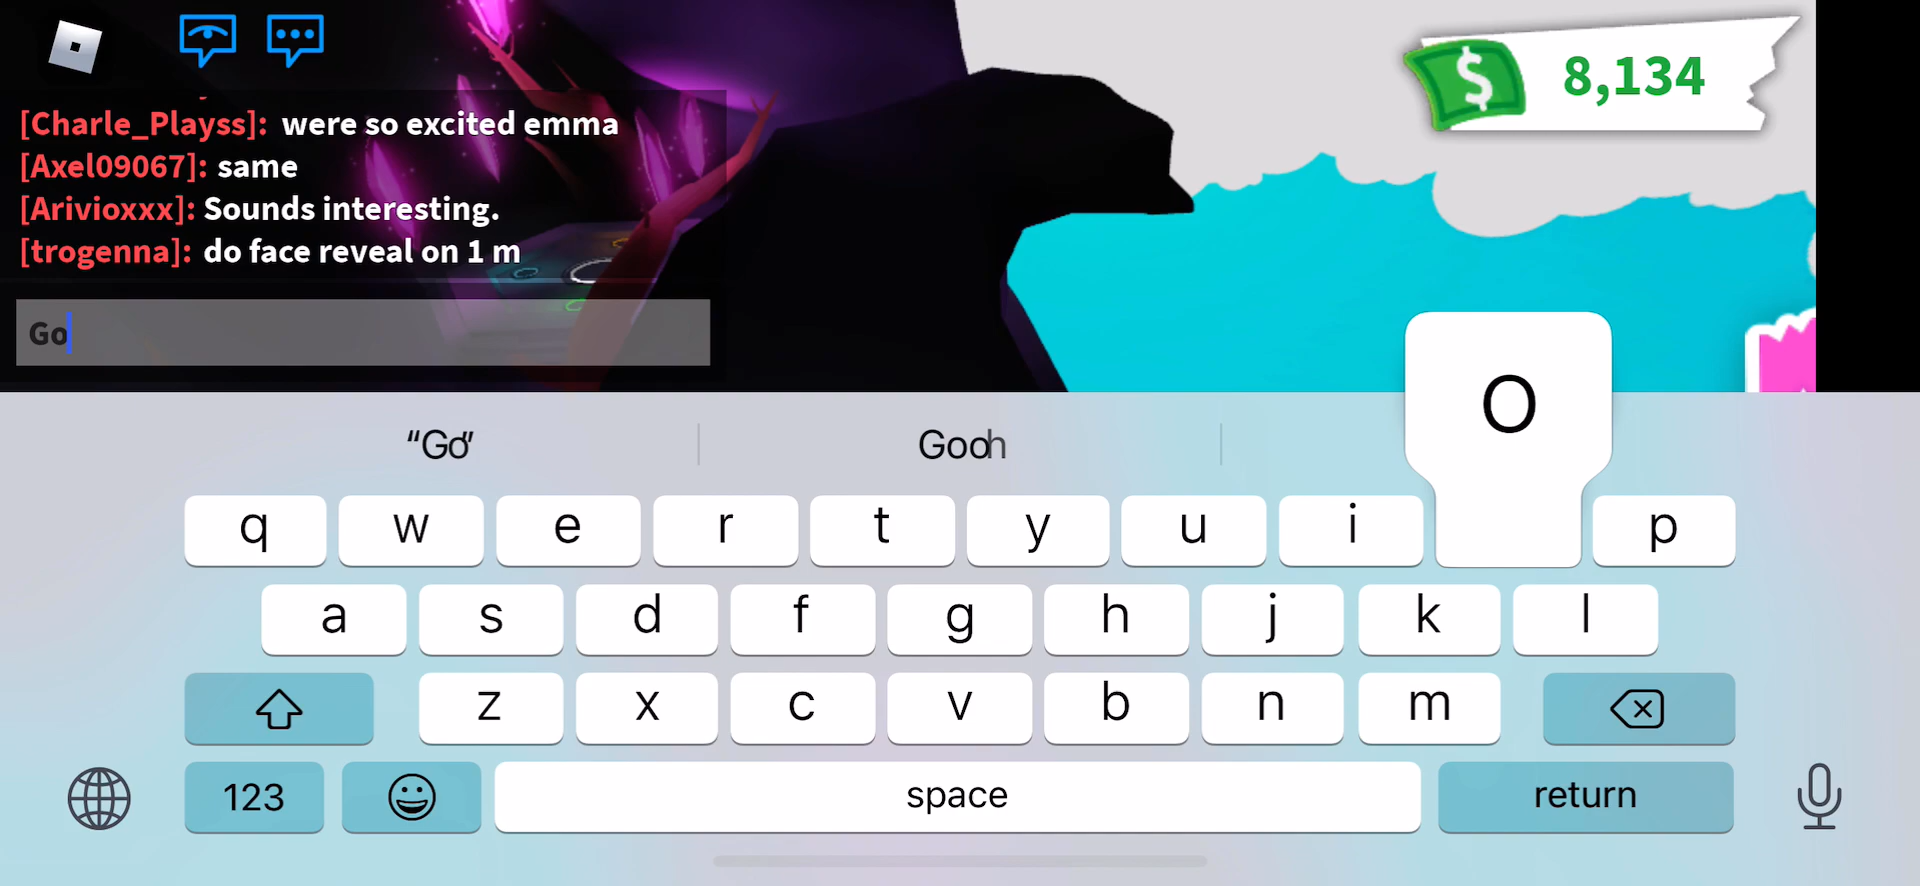 [Charle_Playss]: were so excited emma
[Axel09067]: same
[Arivioxxx]: Sounds interesting.
[trogenna]: do face reveal on 1 m
$ 8,134
Go
"Go"
O
q w e r t y u i p
a s d f g h j k l
z x c v b n m
123
space
return